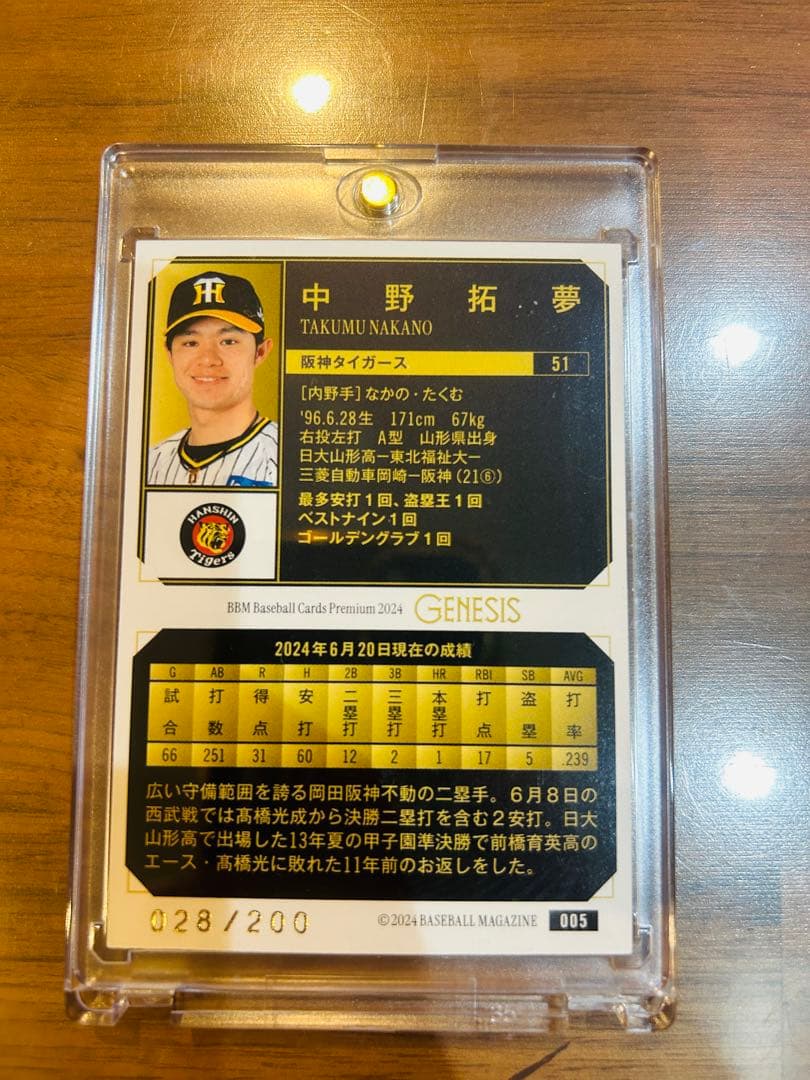 中野拓夢
TAKUMU NAKANO
阪神タイガース 51
[内野手]なかの・たくむ
'96.6.28生 171cm 67kg
右投左打 A型 山形県出身
日大山形高ー東北福祉大ー
三菱自動車岡崎ー阪神(21⑥)
最多安打1回、盗塁王1回
ベストナイン1回
ゴールデングラブ1回
HANSHIN
Tigers
BBM Baseball Cards Premium 2024 GENESIS
2024年6月20日現在の成績
G AB R H 2B 3B HR RBI SB AVG
試合 打数 得点 安打 二塁打 三塁打 本塁打 打点 盗塁 打率
66 251 31 60 12 2 1 17 5 .239
広い守備範囲を誇る岡田阪神不動の二塁手。6月8日の
西武戦では髙橋光成から決勝二塁打を含む2安打。日大
山形高で出場した13年夏の甲子園準決勝で前橋育英高の
エース・髙橋光に敗れた11年前のお返しをした。
028/200
©2024 BASEBALL MAGAZINE 005